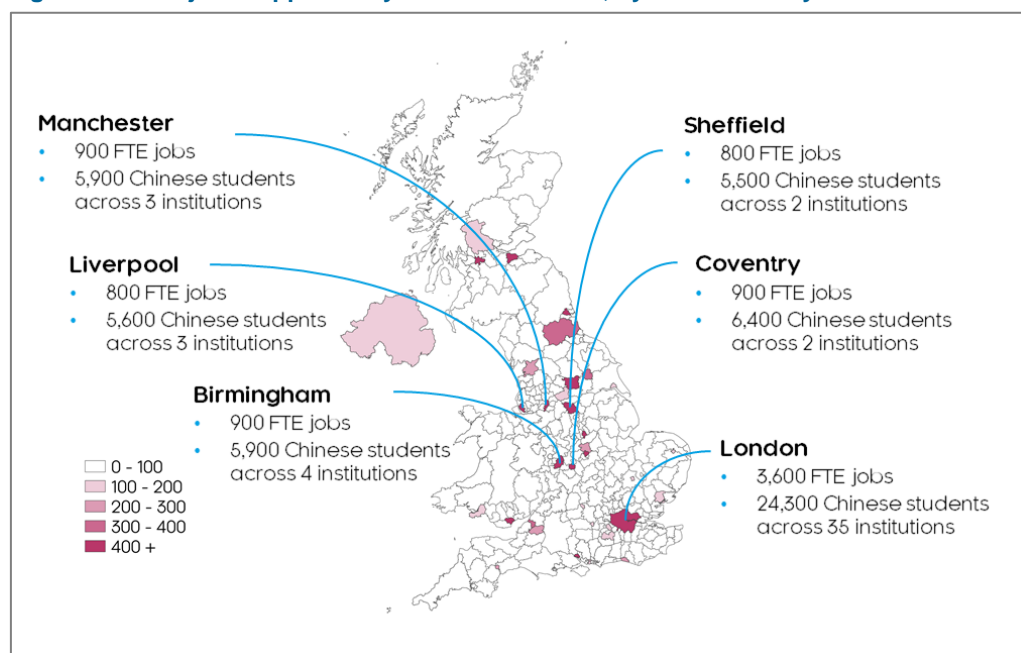 Manchester
• 900 FTE jobs
• 5,900 Chinese students
across 3 institutions
Sheffield
• 800 FTE jobs
• 5,500 Chinese students
across 2 institutions
Liverpool
• 800 FTE jobs
• 5,600 Chinese students
across 3 institutions
Coventry
• 900 FTE jobs
• 6,400 Chinese students
across 2 institutions
Birmingham
• 900 FTE jobs
• 5,900 Chinese students
across 4 institutions
London
• 3,600 FTE jobs
• 24,300 Chinese students
across 35 institutions
0 - 100
100 - 200
200 - 300
300 - 400
400 +